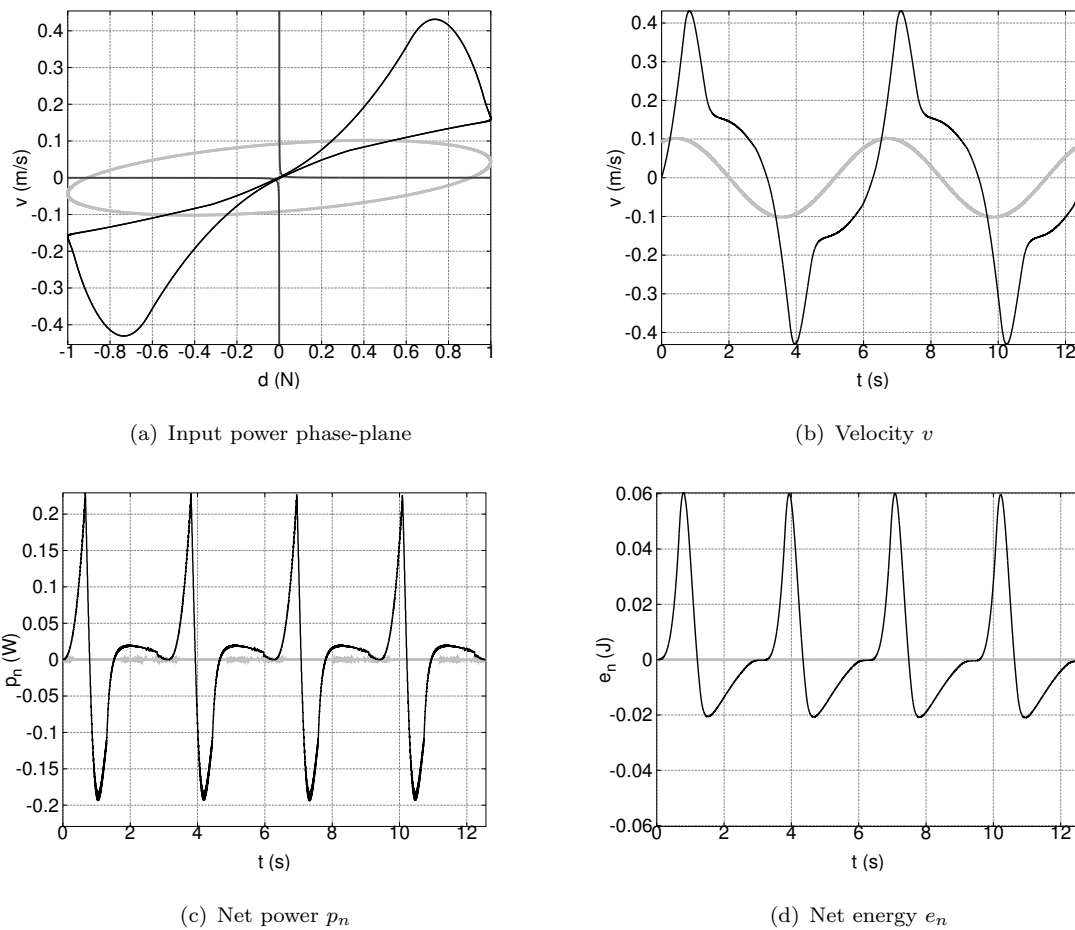 0.4
0.3
0.2
0.1
0
-0.1
-0.2
-0.3
-0.4
v (m/s)
-1 -0.8 -0.6 -0.4 -0.2 0 0.2 0.4 0.6 0.8 1
d (N)
(a) Input power phase-plane
0.4
0.3
0.2
0.1
0
-0.1
-0.2
-0.3
-0.4
v (m/s)
0 2 4 6 8 10 12
t (s)
(b) Velocity v
0.2
0.15
0.1
0.05
0
-0.05
-0.1
-0.15
-0.2
p_n (W)
0 2 4 6 8 10 12
t (s)
(c) Net power p_n
0.06
0.04
0.02
0
-0.02
-0.04
-0.06
e_n (J)
0 2 4 6 8 10 12
t (s)
(d) Net energy e_n